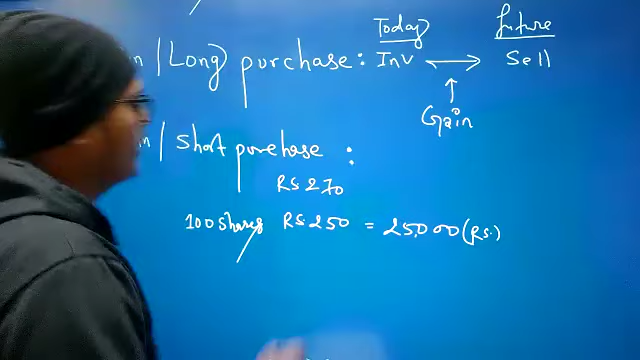 Today future
n | Long purchase : Inv ⟷ Sell
↑
Gain
n | Short purchase :
Rs 270
100 Shares Rs 250 = 25,000 (Rs.)